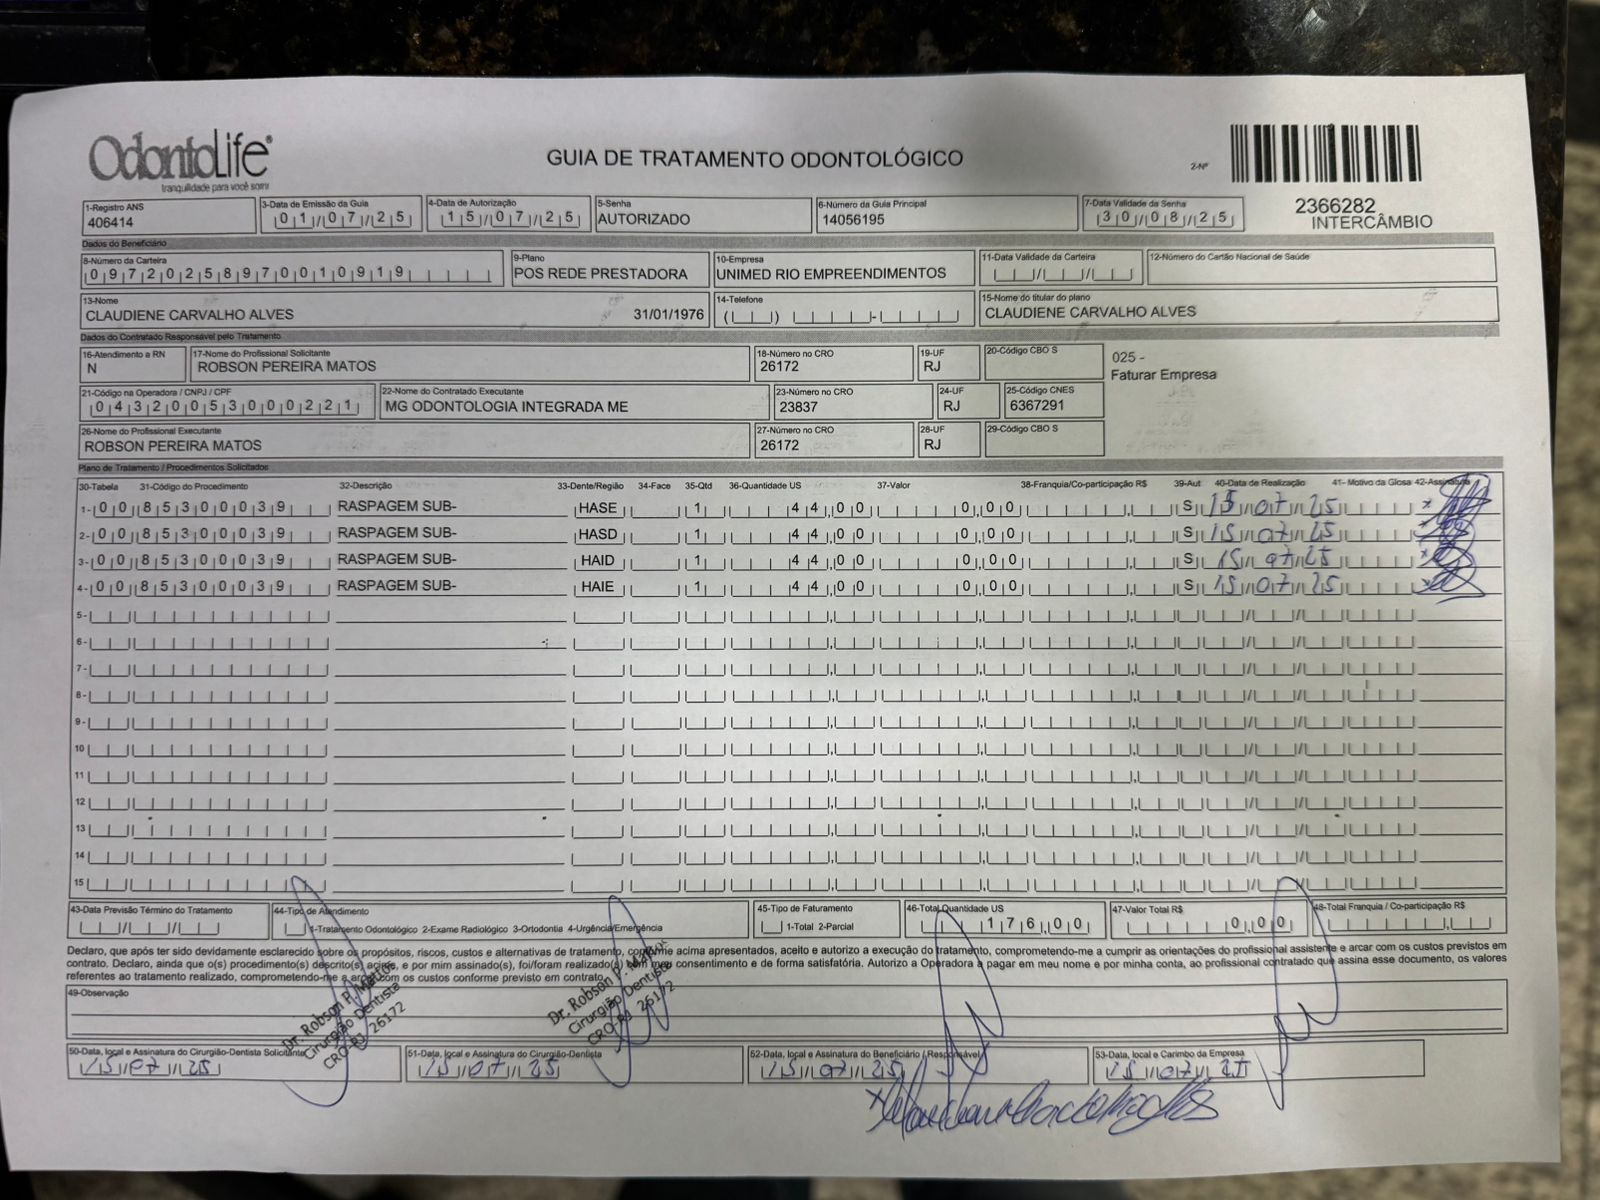 OdontoLife®
tranquilidade para você sorrir
GUIA DE TRATAMENTO ODONTOLÓGICO
2-Nº
2366282
INTERCÂMBIO
1-Registro ANS
406414
3-Data de Emissão da Guia
01/07/25
4-Data de Autorização
15/07/25
5-Senha
AUTORIZADO
6-Número da Guia Principal
14056195
7-Data Validade da Senha
30/08/25
Dados do Beneficiário
8-Número da Carteira
09720258970010919
9-Plano
POS REDE PRESTADORA
10-Empresa
UNIMED RIO EMPREENDIMENTOS
11-Data Validade da Carteira
12-Número do Cartão Nacional de Saúde
13-Nome
CLAUDIENE CARVALHO ALVES 31/01/1976
14-Telefone
15-Nome do titular do plano
CLAUDIENE CARVALHO ALVES
Dados do Contratado Responsável pelo Tratamento
16-Atendimento a RN
N
17-Nome do Profissional Solicitante
ROBSON PEREIRA MATOS
18-Número no CRO
26172
19-UF
RJ
20-Código CBO S
025 -
Faturar Empresa
21-Código na Operadora / CNPJ / CPF
04320053000221
22-Nome do Contratado Executante
MG ODONTOLOGIA INTEGRADA ME
23-Número no CRO
23837
24-UF
RJ
25-Código CNES
6367291
26-Nome do Profissional Executante
ROBSON PEREIRA MATOS
27-Número no CRO
26172
28-UF
RJ
29-Código CBO S
Plano de Tratamento / Procedimentos Solicitados
30-Tabela 31-Código do Procedimento 32-Descrição 33-Dente/Região 34-Face 35-Qtd 36-Quantidade US 37-Valor 38-Franquia/Co-participação R$ 39-Aut 40-Data de Realização 41- Motivo da Glosa 42-Assinatura
1- 00 85300039 RASPAGEM SUB- HASE 1 44,00 0,00 S 15/07/25
2- 00 85300039 RASPAGEM SUB- HASD 1 44,00 0,00 S 15/07/25
3- 00 85300039 RASPAGEM SUB- HAID 1 44,00 0,00 S 15/07/25
4- 00 85300039 RASPAGEM SUB- HAIE 1 44,00 0,00 S 15/07/25
5-
6-
7-
8-
9-
10
11
12
13
14
15
43-Data Previsão Término do Tratamento
44-Tipo de Atendimento
1-Tratamento Odontológico 2-Exame Radiológico 3-Ortodontia 4-Urgência/Emergência
45-Tipo de Faturamento
1-Total 2-Parcial
46-Total Quantidade US
176,00
47-Valor Total R$
0,00
48-Total Franquia / Co-participação R$
Declaro, que após ter sido devidamente esclarecido sobre os propósitos, riscos, custos e alternativas de tratamento, conforme acima apresentados, aceito e autorizo a execução do tratamento, comprometendo-me a cumprir as orientações do profissional assistente e arcar com os custos previstos em
contrato. Declaro, ainda que o(s) procedimento(s) descrito(s) acima, e por mim assinado(s), foi/foram realizado(s) com meu consentimento e de forma satisfatória. Autorizo a Operadora a pagar em meu nome e por minha conta, ao profissional contratado que assina esse documento, os valores
referentes ao tratamento realizado, comprometendo-me a arcar com os custos conforme previsto em contrato.
49-Observação
Dr. Robson P. Matos
Cirurgião Dentista
CRO-RJ 26172
Dr. Robson P. Matos
Cirurgião Dentista
CRO-RJ 26172
50-Data, local e Assinatura do Cirurgião-Dentista Solicitante
15/07/25
51-Data, local e Assinatura do Cirurgião-Dentista
15/07/25
52-Data, local e Assinatura do Beneficiário / Responsável
15/07/25
53-Data, local e Carimbo da Empresa
15/07/25